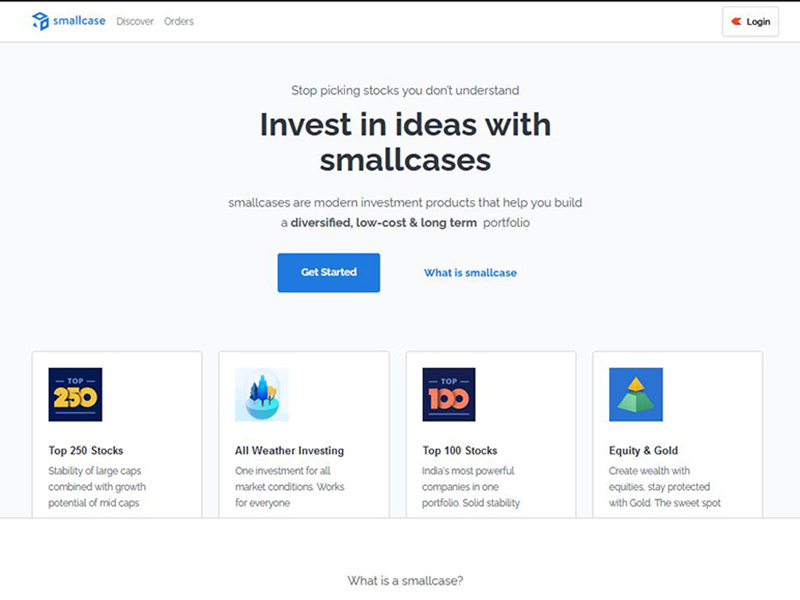 smallcase Discover Orders Login
Stop picking stocks you don't understand
Invest in ideas with
smallcases
smallcases are modern investment products that help you build
a diversified, low-cost & long term portfolio
Get Started What is smallcase
TOP
250
Top 250 Stocks
Stability of large caps
combined with growth
potential of mid caps
All Weather Investing
One investment for all
market conditions. Works
for everyone
TOP
100
Top 100 Stocks
India's most powerful
companies in one
portfolio. Solid stability
Equity & Gold
Create wealth with
equities, stay protected
with Gold. The sweet spot
What is a smallcase?